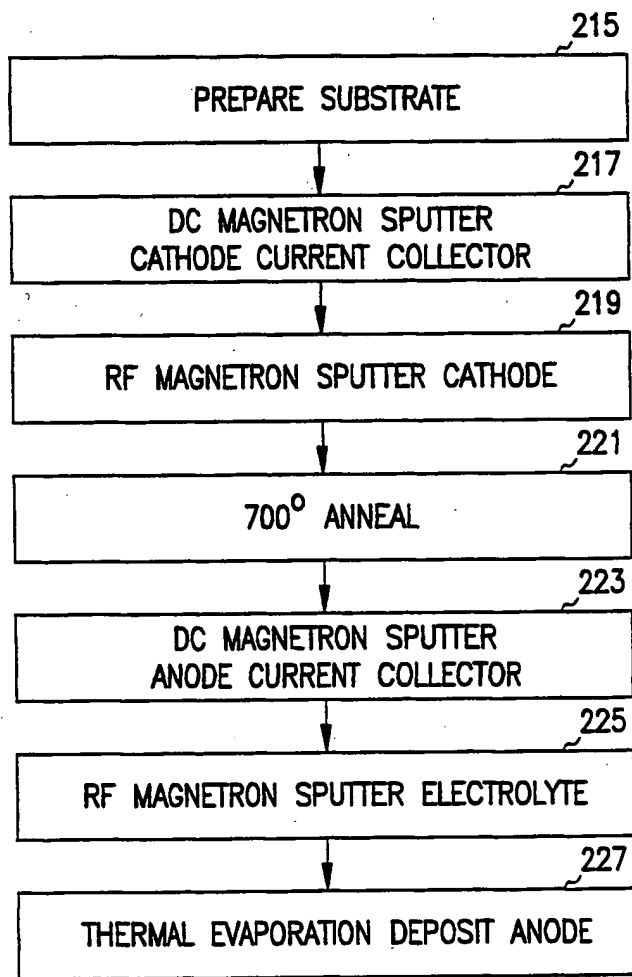 215
PREPARE SUBSTRATE
217
DC MAGNETRON SPUTTER
CATHODE CURRENT COLLECTOR
219
RF MAGNETRON SPUTTER CATHODE
221
700° ANNEAL
223
DC MAGNETRON SPUTTER
ANODE CURRENT COLLECTOR
225
RF MAGNETRON SPUTTER ELECTROLYTE
227
THERMAL EVAPORATION DEPOSIT ANODE